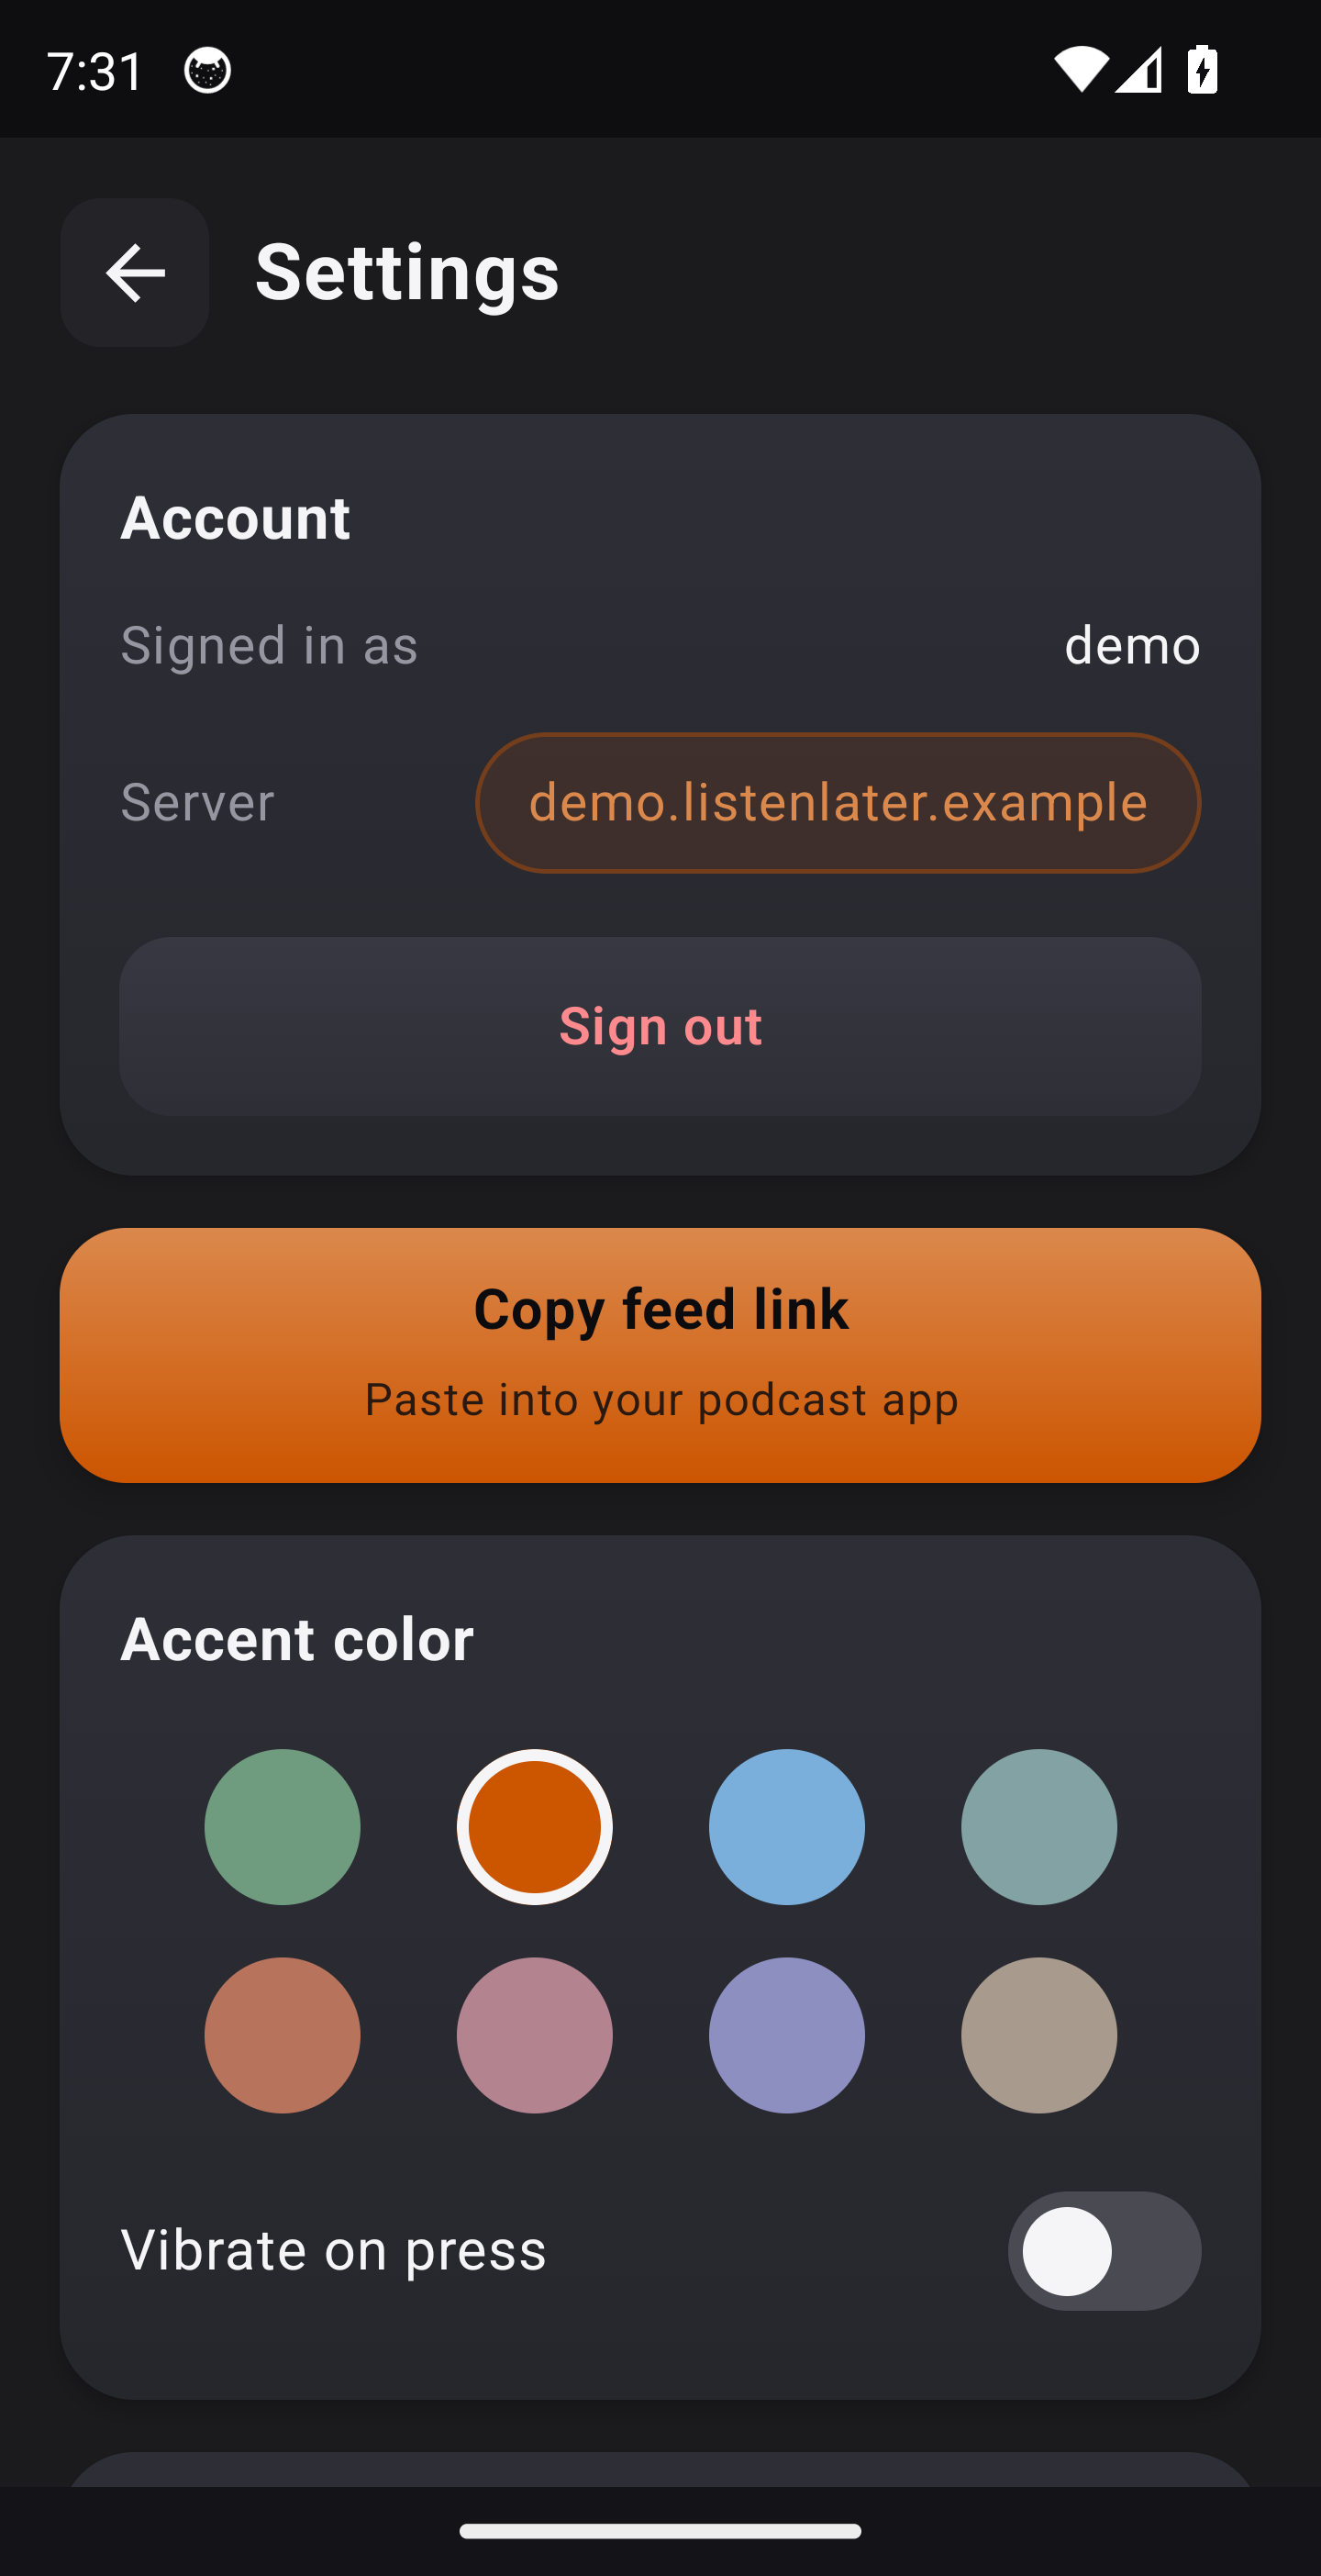 7:31
Settings
Account
Signed in as demo
Server demo.listenlater.example
Sign out
Copy feed link
Paste into your podcast app
Accent color
Vibrate on press